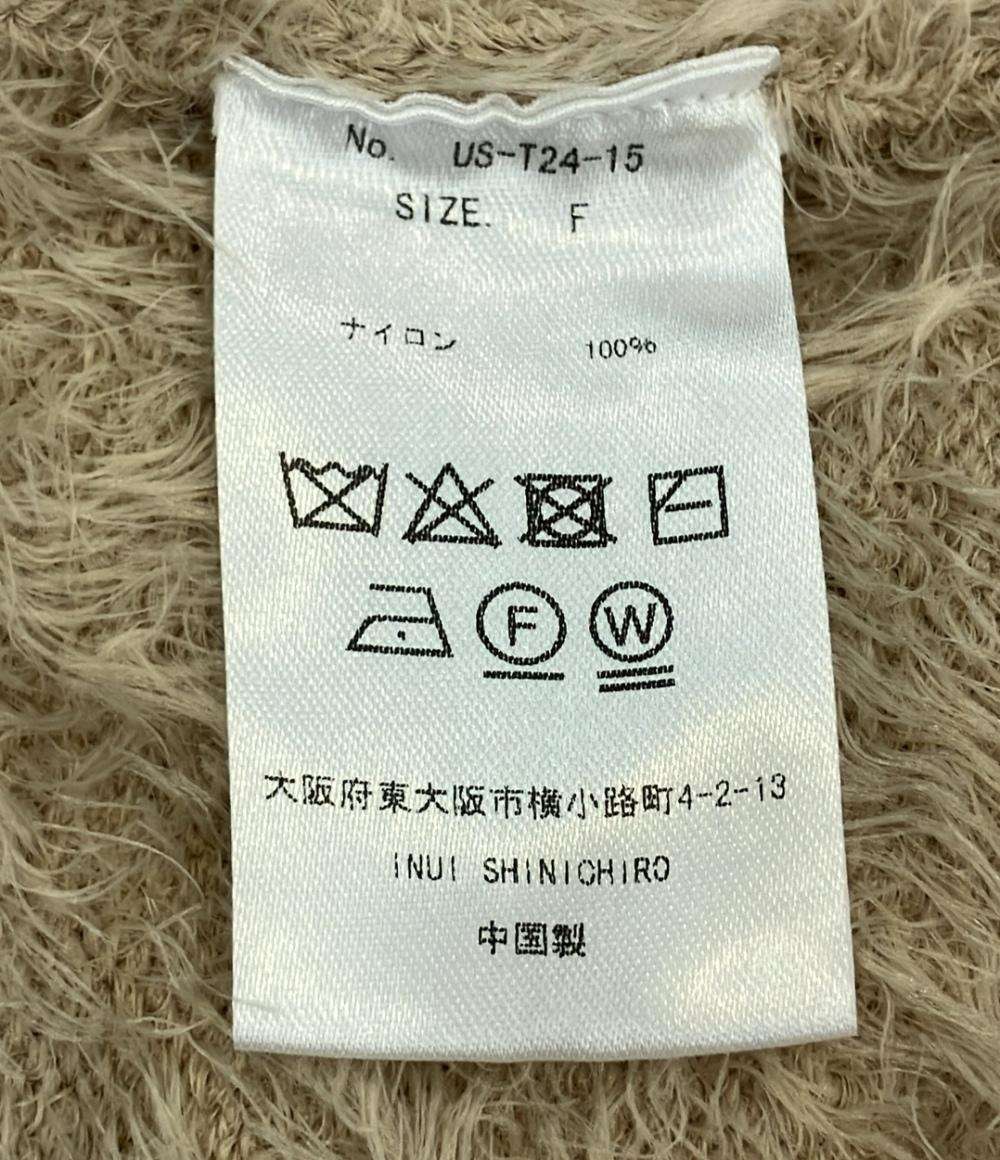 No. US-T24-15
SIZE. F
ナイロン 100%
F W
大阪府東大阪市横小路町4-2-13
INUI SHINICHIRO
中国製